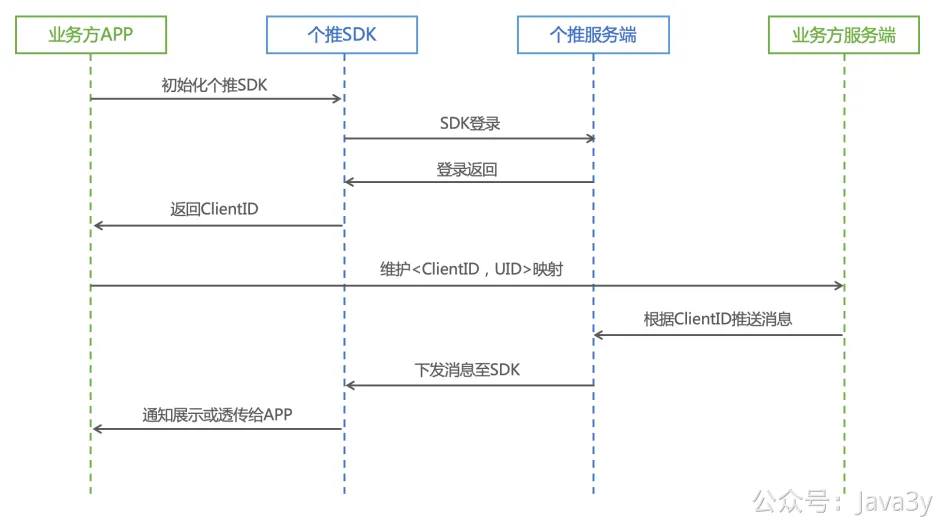 业务方APP
个推SDK
个推服务端
业务方服务端
初始化个推SDK
SDK登录
登录返回
返回ClientID
维护<ClientID，UID>映射
根据ClientID推送消息
下发消息至SDK
通知展示或透传给APP
公众号：Java3y